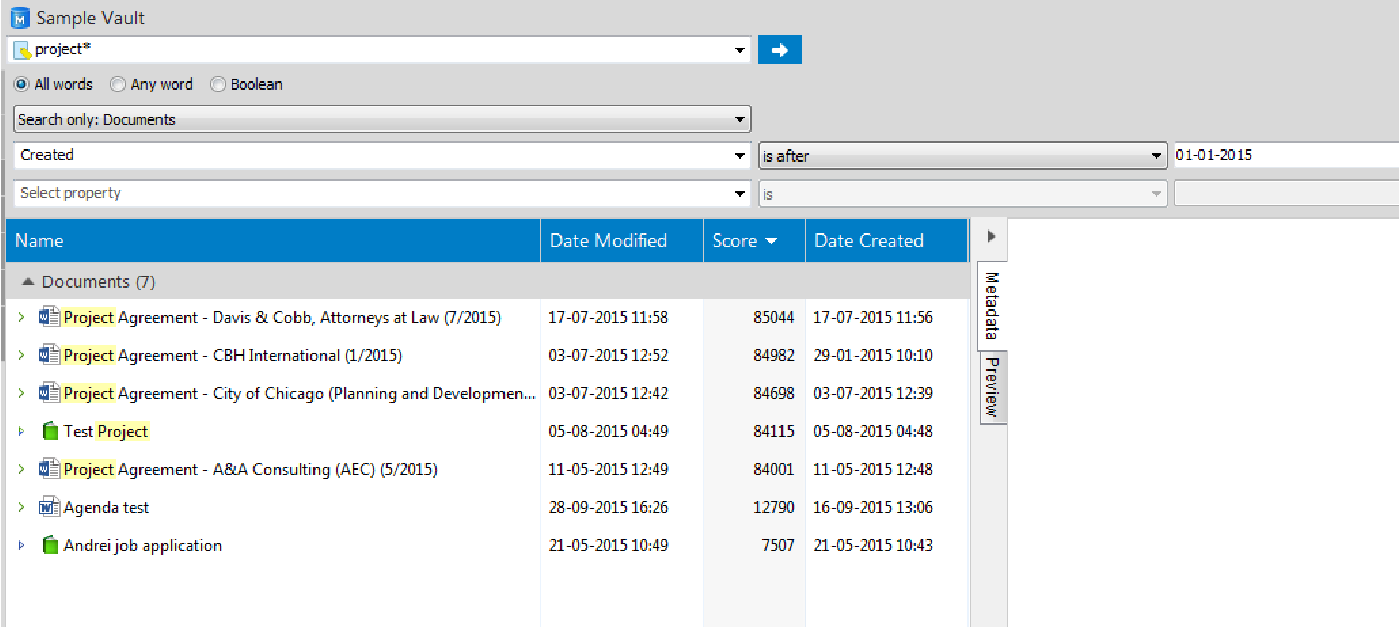 Sample Vault
project*
All words Any word Boolean
Search only: Documents
Created is after 01-01-2015
Select property is
Name Date Modified Score Date Created
Documents (7)
Project Agreement - Davis & Cobb, Attorneys at Law (7/2015) 17-07-2015 11:58 85044 17-07-2015 11:56
Project Agreement - CBH International (1/2015) 03-07-2015 12:52 84982 29-01-2015 10:10
Project Agreement - City of Chicago (Planning and Developmen... 03-07-2015 12:42 84698 03-07-2015 12:39
Test Project 05-08-2015 04:49 84115 05-08-2015 04:48
Project Agreement - A&A Consulting (AEC) (5/2015) 11-05-2015 12:49 84001 11-05-2015 12:48
Agenda test 28-09-2015 16:26 12790 16-09-2015 13:06
Andrei job application 21-05-2015 10:49 7507 21-05-2015 10:43
Metadata
Preview